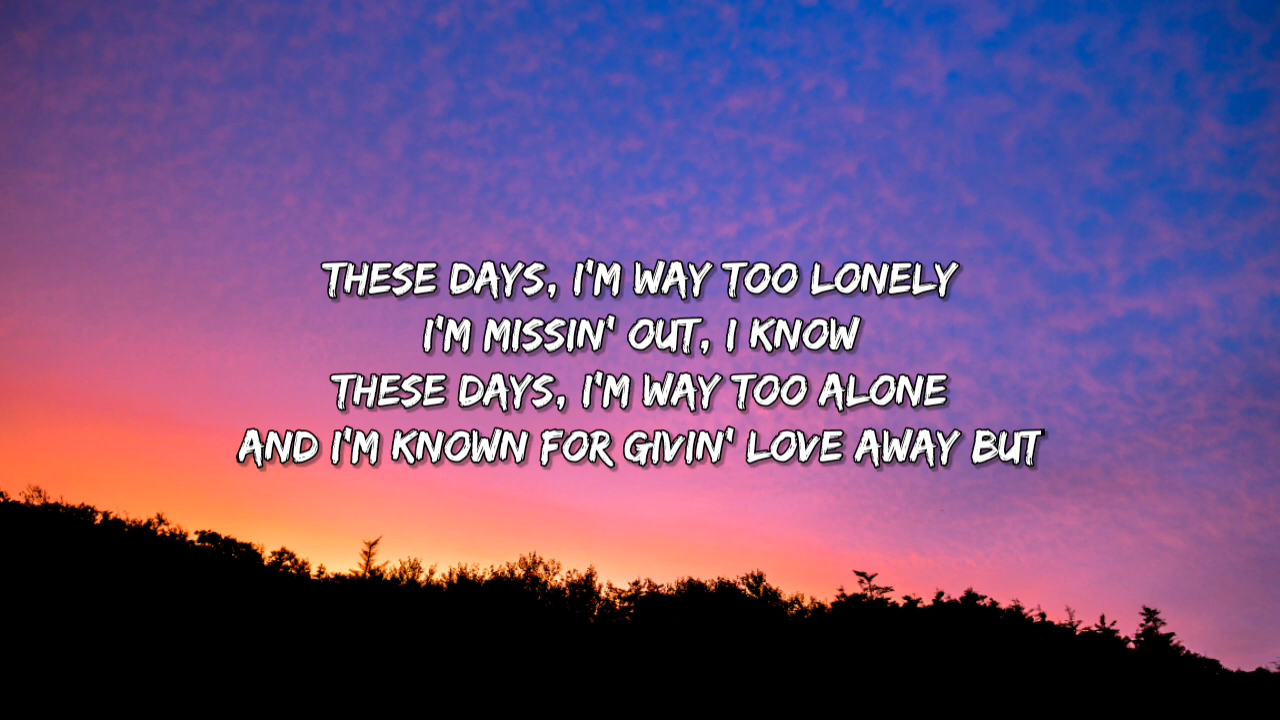 THESE DAYS, I'M WAY TOO LONELY
I'M MISSIN' OUT, I KNOW
THESE DAYS, I'M WAY TOO ALONE
AND I'M KNOWN FOR GIVIN' LOVE AWAY BUT